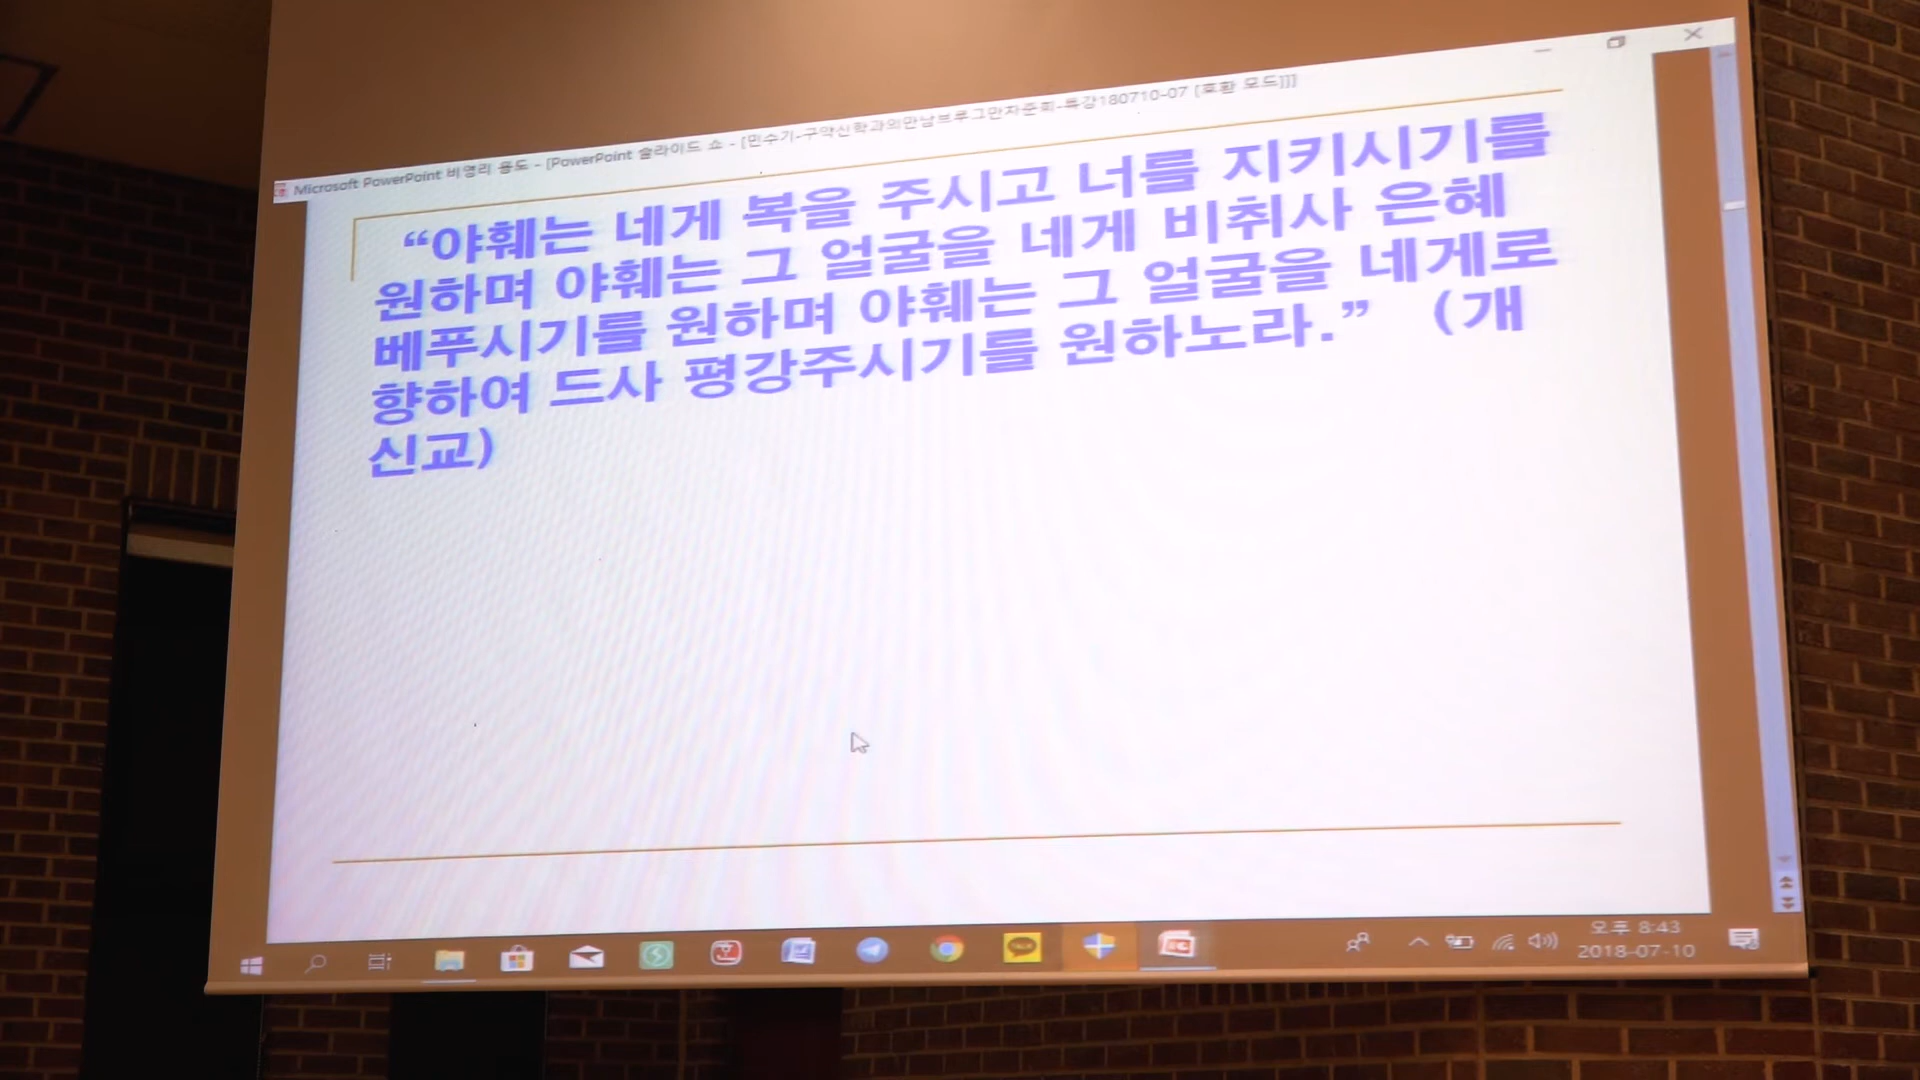 Microsoft PowerPoint 비영리 용도 - [PowerPoint 슬라이드 쇼 - [민수기-구약신학과의만남브루그만차준희-특강180710-07 [호환 모드]]]
“야훼는 네게 복을 주시고 너를 지키시기를
원하며 야훼는 그 얼굴을 네게 비취사 은혜
베푸시기를 원하며 야훼는 그 얼굴을 네게로
향하여 드사 평강주시기를 원하노라.” (개
신교)
TALK
오후 8:43
2018-07-10